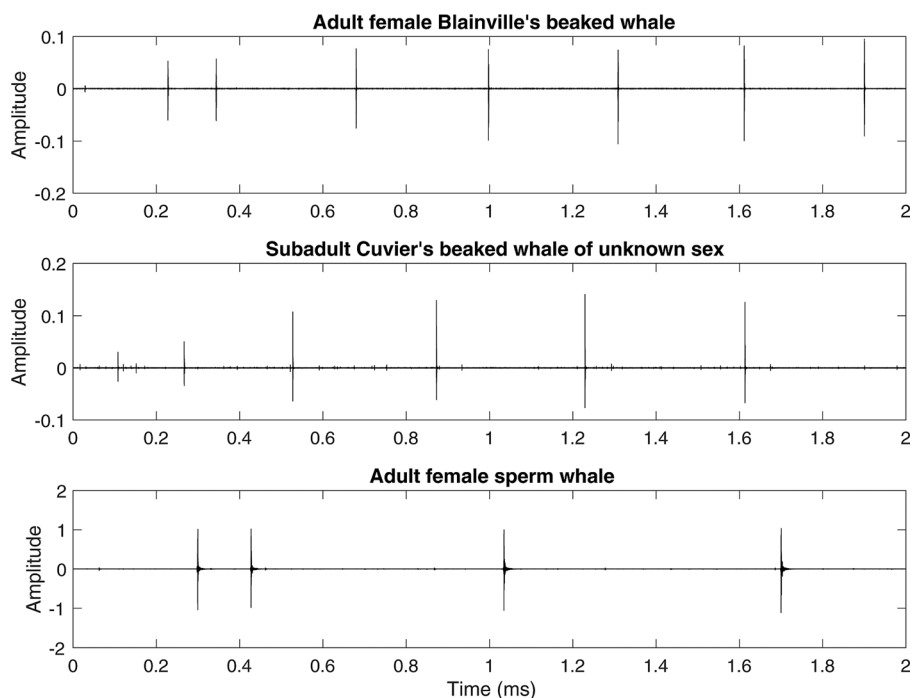 Adult female Blainville's beaked whale
0.1
0
-0.1
-0.2
Amplitude
0 0.2 0.4 0.6 0.8 1 1.2 1.4 1.6 1.8 2
Subadult Cuvier's beaked whale of unknown sex
0.2
0.1
0
-0.1
Amplitude
0 0.2 0.4 0.6 0.8 1 1.2 1.4 1.6 1.8 2
Adult female sperm whale
2
1
0
-1
-2
Amplitude
0 0.2 0.4 0.6 0.8 1 1.2 1.4 1.6 1.8 2
Time (ms)